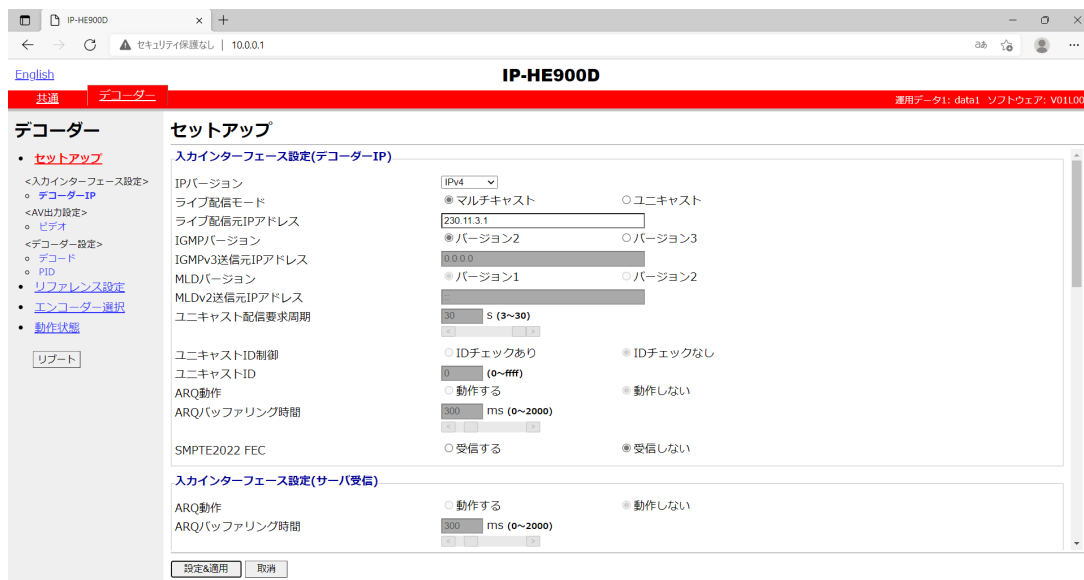 IP-HE900D
セキュリティ保護なし | 10.0.0.1
English
IP-HE900D
共通 デコーダー 運用データ1: data1 ソフトウェア: V01L00
デコーダー
• セットアップ
<入力インターフェース設定>
デコーダーIP
<AV出力設定>
ビデオ
<デコーダー設定>
デコード
PID
• リファレンス設定
• エンコーダー選択
• 動作状態
リブート
セットアップ
入力インターフェース設定(デコーダーIP)
IPバージョン IPv4
ライブ配信モード マルチキャスト ユニキャスト
ライブ配信元IPアドレス 230.11.3.1
IGMPバージョン バージョン2 バージョン3
IGMPv3送信元IPアドレス 0.0.0.0
MLDバージョン バージョン1 バージョン2
MLDv2送信元IPアドレス ::
ユニキャスト配信要求周期 30 s (3~30)
ユニキャストID制御 IDチェックあり IDチェックなし
ユニキャストID 0 (0~ffff)
ARQ動作 動作する 動作しない
ARQバッファリング時間 300 ms (0~2000)
SMPTE2022 FEC 受信する 受信しない
入力インターフェース設定(サーバ受信)
ARQ動作 動作する 動作しない
ARQバッファリング時間 300 ms (0~2000)
設定&適用 取消